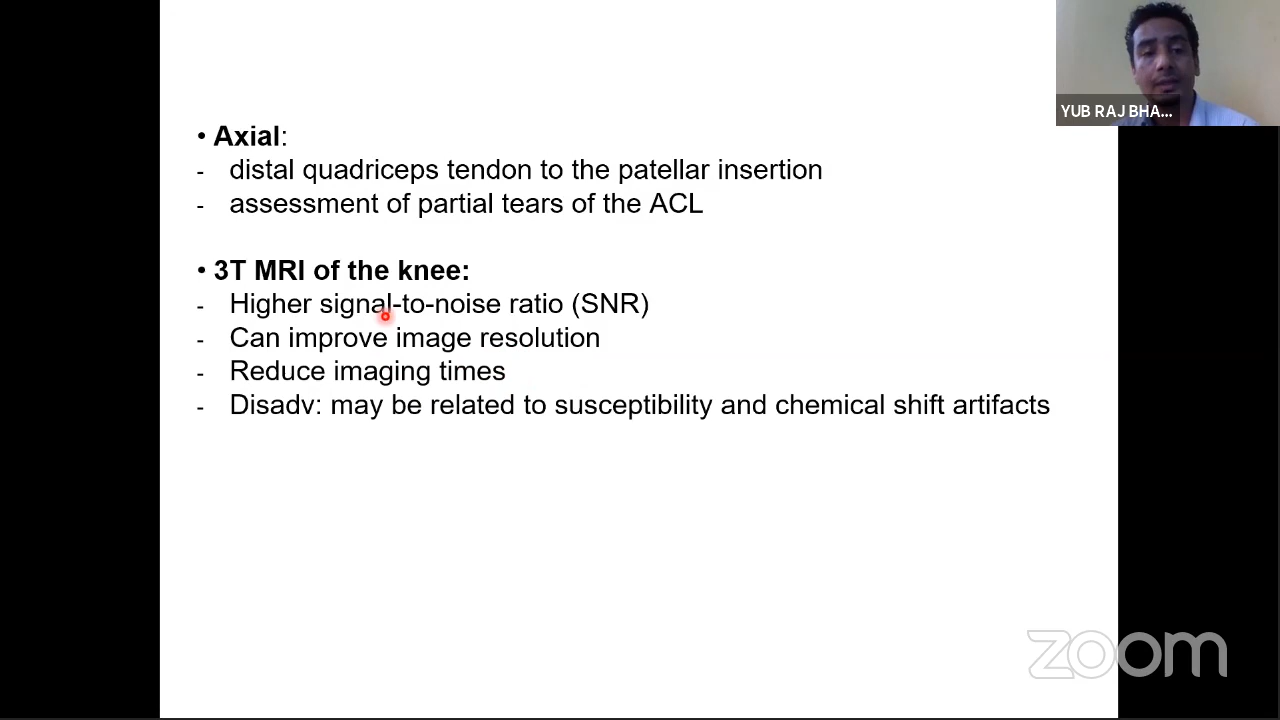 YUB RAJ BHA...
• Axial:
- distal quadriceps tendon to the patellar insertion
- assessment of partial tears of the ACL
• 3T MRI of the knee:
- Higher signal-to-noise ratio (SNR)
- Can improve image resolution
- Reduce imaging times
- Disadv: may be related to susceptibility and chemical shift artifacts
zoom